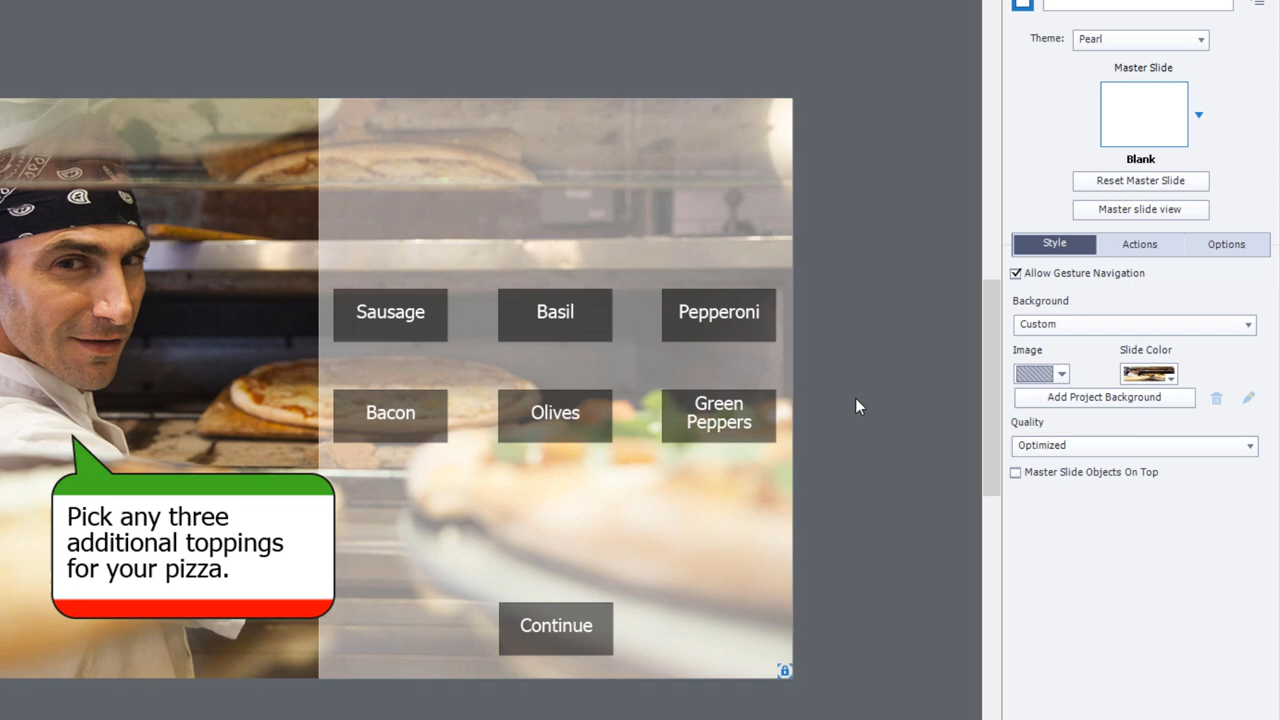 Theme:
Pearl
Master Slide
Blank
Reset Master Slide
Master slide view
Style
Actions
Options
Allow Gesture Navigation
Background
Custom
Image
Slide Color
Add Project Background
Quality
Optimized
Master Slide Objects On Top
Sausage
Basil
Pepperoni
Bacon
Olives
Green
Peppers
Pick any three
additional toppings
for your pizza.
Continue